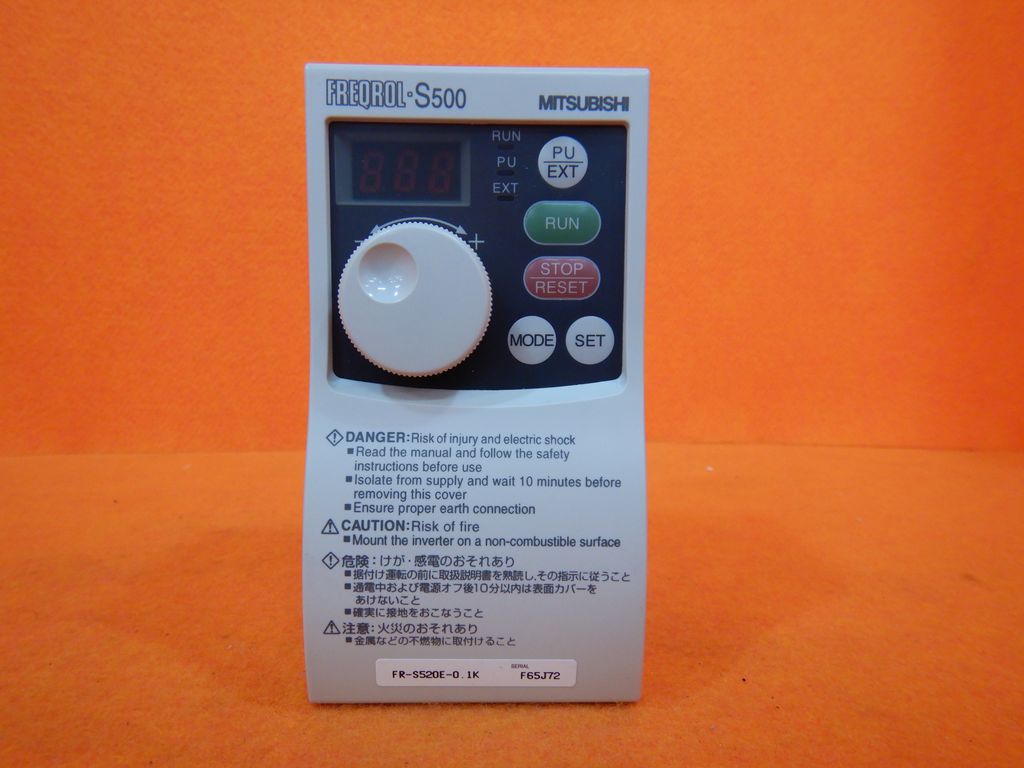 FREQROL-S500
MITSUBISHI
RUN
PU
EXT
PU
EXT
RUN
- +
STOP
RESET
MODE
SET
DANGER: Risk of injury and electric shock
■Read the manual and follow the safety
instructions before use
■Isolate from supply and wait 10 minutes before
removing this cover
■Ensure proper earth connection
CAUTION: Risk of fire
■Mount the inverter on a non-combustible surface
危険：けが・感電のおそれあり
■据付け運転の前に取扱説明書を熟読し,その指示に従うこと
■通電中および電源オフ後10分以内は表面カバーを
あけないこと
■確実に接地をおこなうこと
注意：火災のおそれあり
■金属などの不燃物に取付けること
SERIAL
FR-S520E-0.1K F65J72